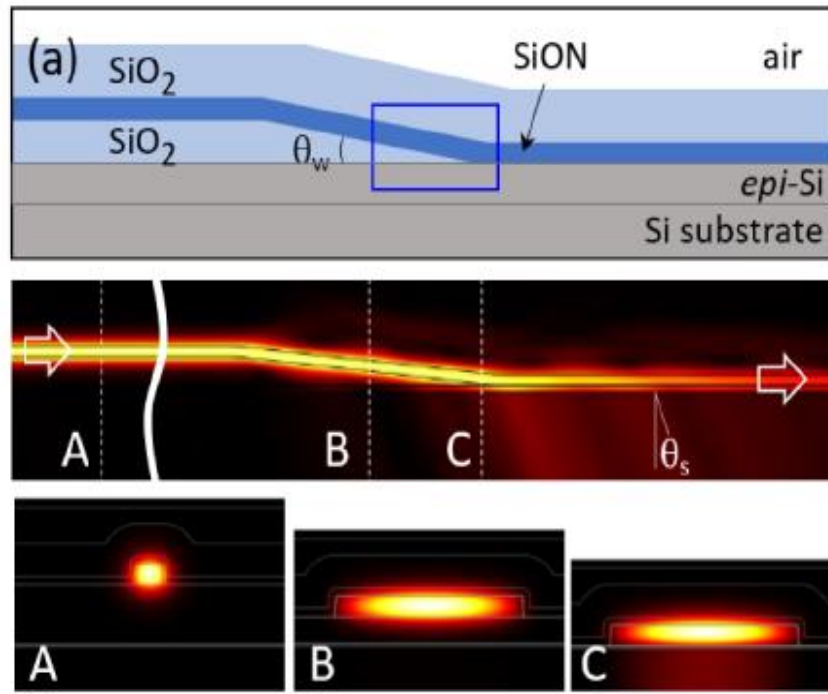 (a)
SiO₂
SiON
air
SiO₂
θw
epi-Si
Si substrate
A
B
C
θs
A
B
C